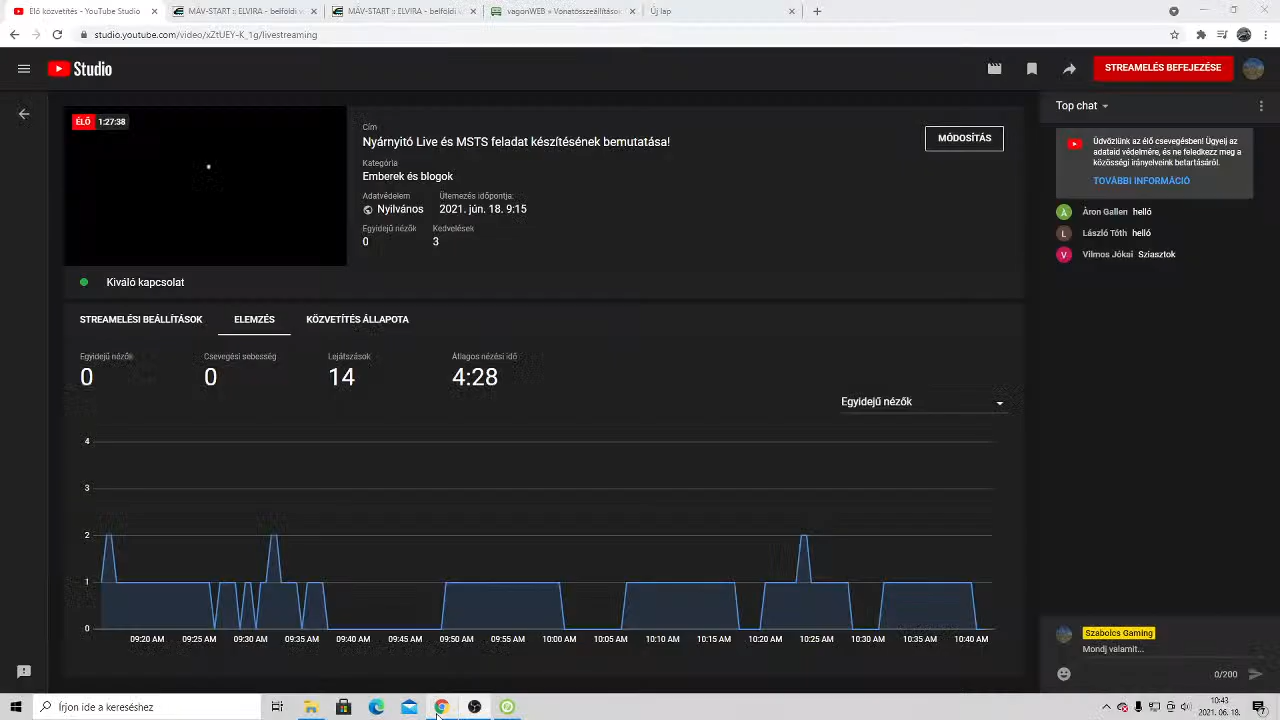 Élő közvetítés - YouTube Studio
MÁV-START :: ELVIRA - belföldi v
MÁV-START :: ELVIRA - belföldi v
vagonWEB » Vonatösszeállításo
Új lap
studio.youtube.com/video/xZtUEY-K_1g/livestreaming
Studio
STREAMELÉS BEFEJEZÉSE
ÉLŐ 1:27:38
Cím
Nyárnyitó Live és MSTS feladat készítésének bemutatása!
MÓDOSÍTÁS
Kategória
Emberek és blogok
Adatvédelem
Ütemezés időpontja:
Nyilvános
2021. jún. 18. 9:15
Egyidejű nézők
Kedvelések
0
3
Kiváló kapcsolat
STREAMELÉSI BEÁLLÍTÁSOK
ELEMZÉS
KÖZVETÍTÉS ÁLLAPOTA
Egyidejű nézők
Csevegési sebesség
Lejátszások
Átlagos nézési idő
0
0
14
4:28
Egyidejű nézők
4
3
2
1
0
09:20 AM
09:25 AM
09:30 AM
09:35 AM
09:40 AM
09:45 AM
09:50 AM
09:55 AM
10:00 AM
10:05 AM
10:10 AM
10:15 AM
10:20 AM
10:25 AM
10:30 AM
10:35 AM
10:40 AM
Top chat
Üdvözlünk az élő csevegésben! Ügyelj az
adataid védelmére, és ne feledkezz meg a
közösségi irányelveink betartásáról.
TOVÁBBI INFORMÁCIÓ
Áron Gallen helló
László Tóth helló
Vilmos Jókai Sziasztok
Szabolcs Gaming
Mondj valamit...
0/200
Írjon ide a kereséshez
10:43
2021. 06. 18.